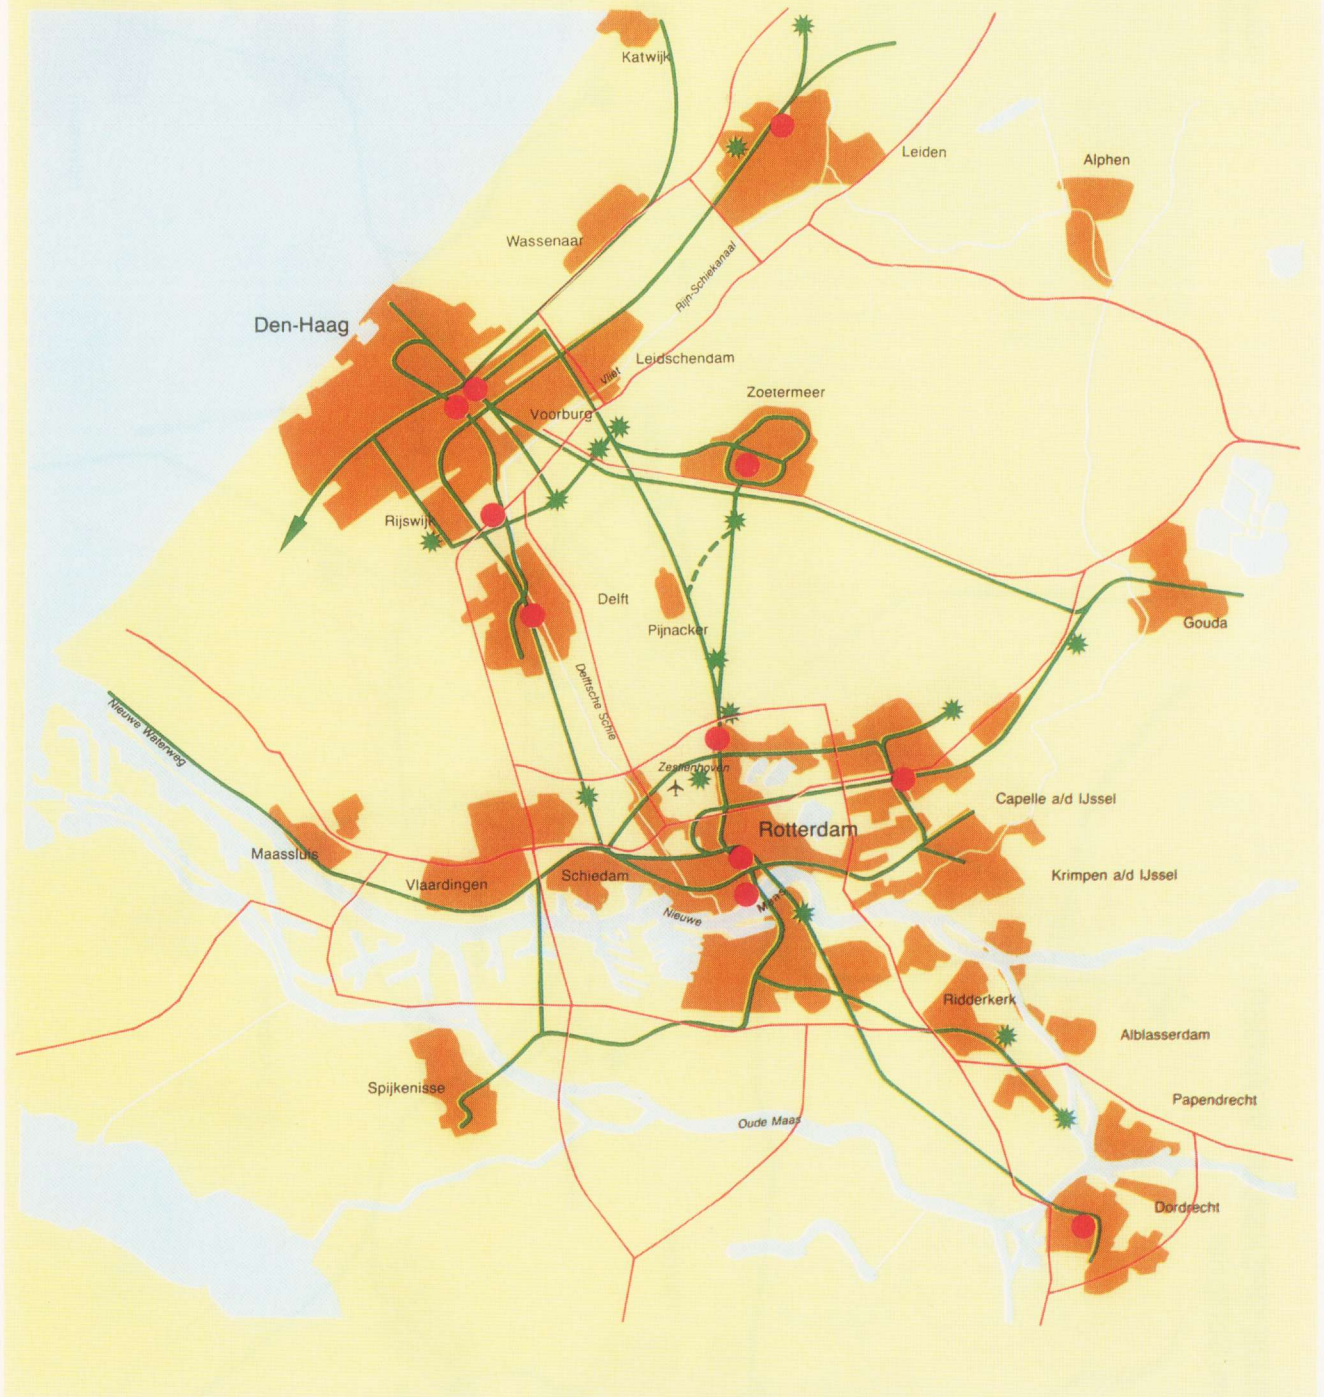 Katwijk
Leiden
Alphen
Wassenaar
Rijn-Schiekanaal
Den-Haag
Leidschendam
Vliet
Zoetermeer
Voorburg
Rijswijk
Delft
Pijnacker
Gouda
Delftsche Schie
Nieuwe Waterweg
Zestienhoven
Capelle a/d IJssel
Rotterdam
Maassluis
Vlaardingen
Schiedam
Krimpen a/d IJssel
Nieuwe Maas
Ridderkerk
Alblasserdam
Spijkenisse
Papendrecht
Oude Maas
Dordrecht